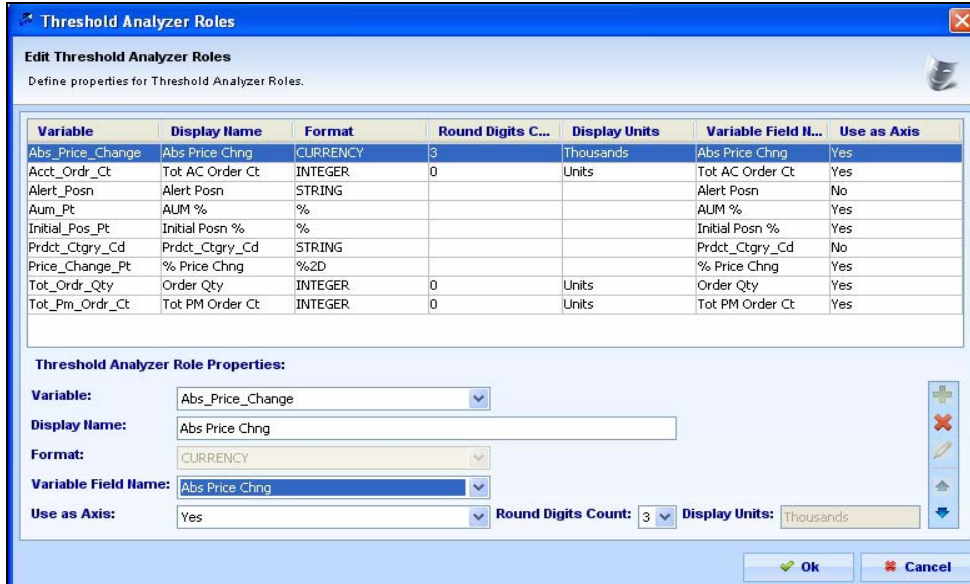 Threshold Analyzer Roles
Edit Threshold Analyzer Roles
Define properties for Threshold Analyzer Roles.
Variable Display Name Format Round Digits C... Display Units Variable Field N... Use as Axis
Abs_Price_Change Abs Price Chng CURRENCY 3 Thousands Abs Price Chng Yes
Acct_Ordr_Ct Tot AC Order Ct INTEGER 0 Units Tot AC Order Ct Yes
Alert_Posn Alert Posn STRING Alert Posn No
Aum_Pt AUM % % AUM % Yes
Initial_Pos_Pt Initial Posn % % Initial Posn % Yes
Prdct_Ctgry_Cd Prdct_Ctgry_Cd STRING Prdct_Ctgry_Cd No
Price_Change_Pt % Price Chng %2D % Price Chng Yes
Tot_Ordr_Qty Order Qty INTEGER 0 Units Order Qty Yes
Tot_Pm_Ordr_Ct Tot PM Order Ct INTEGER 0 Units Tot PM Order Ct Yes
Threshold Analyzer Role Properties:
Variable: Abs_Price_Change
Display Name: Abs Price Chng
Format: CURRENCY
Variable Field Name: Abs Price Chng
Use as Axis: Yes Round Digits Count: 3 Display Units: Thousands
Ok Cancel